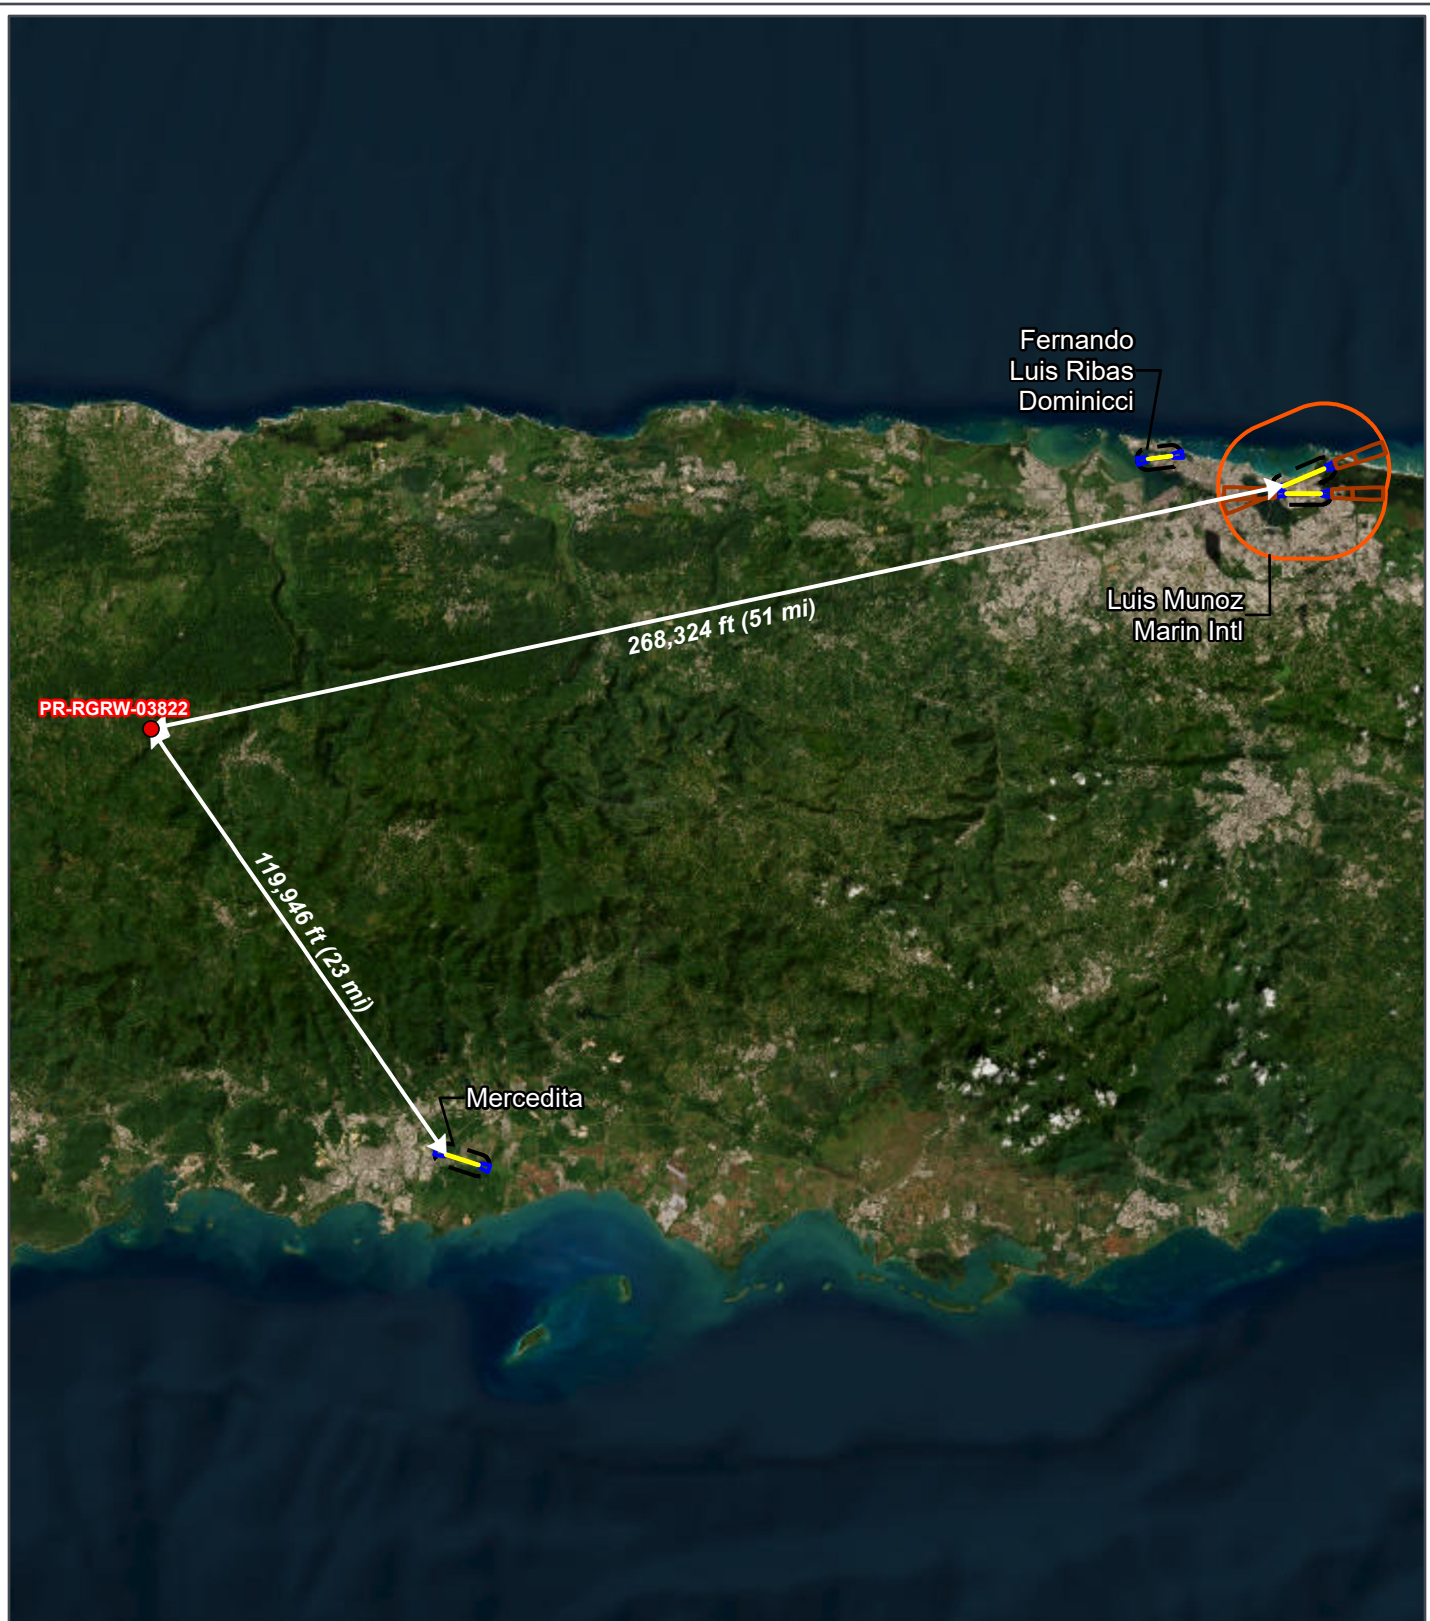 Fernando
Luis Ribas
Dominicci
Luis Munoz
Marin Intl
268,324 ft (51 mi)
PR-RGRW-03822
119,946 ft (23 mi)
Mercedita